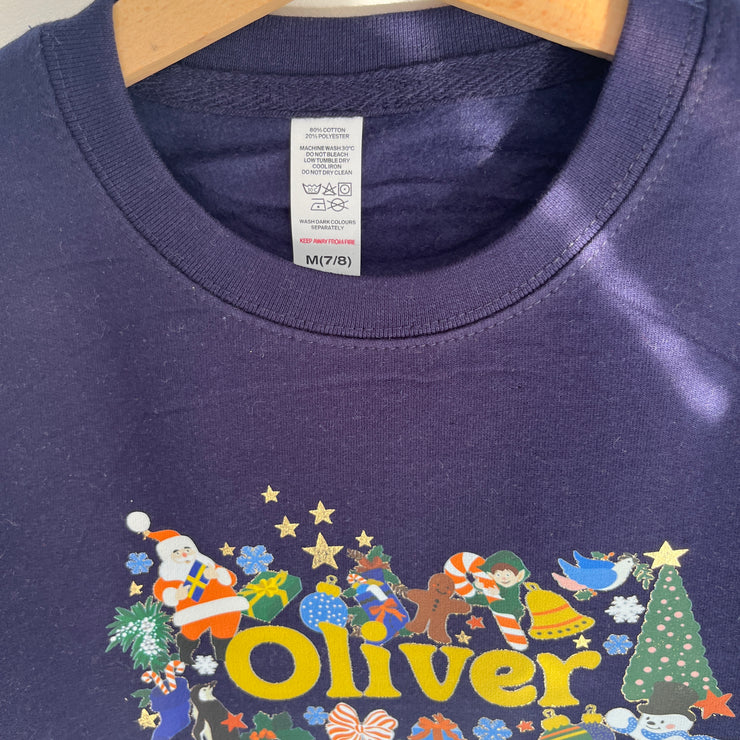 80% COTTON
20% POLYESTER
MACHINE WASH 30°C
DO NOT BLEACH
LOW TUMBLE DRY
COOL IRON
DO NOT DRY CLEAN
WASH DARK COLOURS
SEPARATELY
KEEP AWAY FROM FIRE
M(7/8)
Oliver